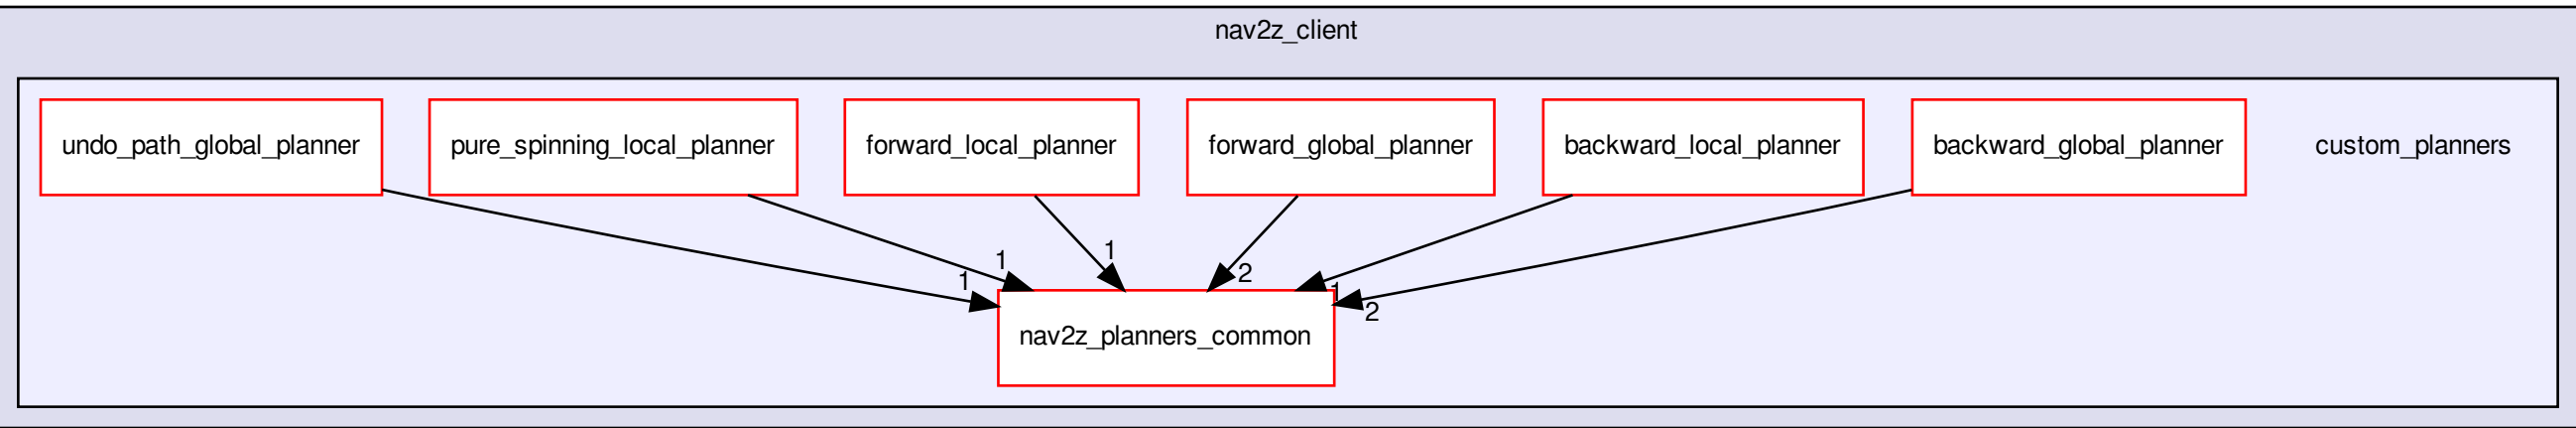 nav2z_client
undo_path_global_planner
pure_spinning_local_planner
forward_local_planner
forward_global_planner
backward_local_planner
backward_global_planner
custom_planners
1
1
1
2
1
2
nav2z_planners_common